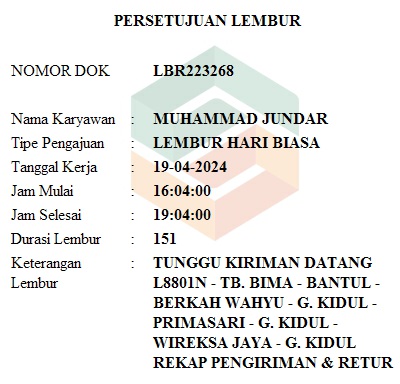 PERSETUJUAN LEMBUR
NOMOR DOK LBR223268
Nama Karyawan : MUHAMMAD JUNDAR
Tipe Pengajuan : LEMBUR HARI BIASA
Tanggal Kerja : 19-04-2024
Jam Mulai : 16:04:00
Jam Selesai : 19:04:00
Durasi Lembur : 151
Keterangan : TUNGGU KIRIMAN DATANG
Lembur L8801N - TB. BIMA - BANTUL -
BERKAH WAHYU - G. KIDUL -
PRIMASARI - G. KIDUL -
WIREKSA JAYA - G. KIDUL
REKAP PENGIRIMAN & RETUR